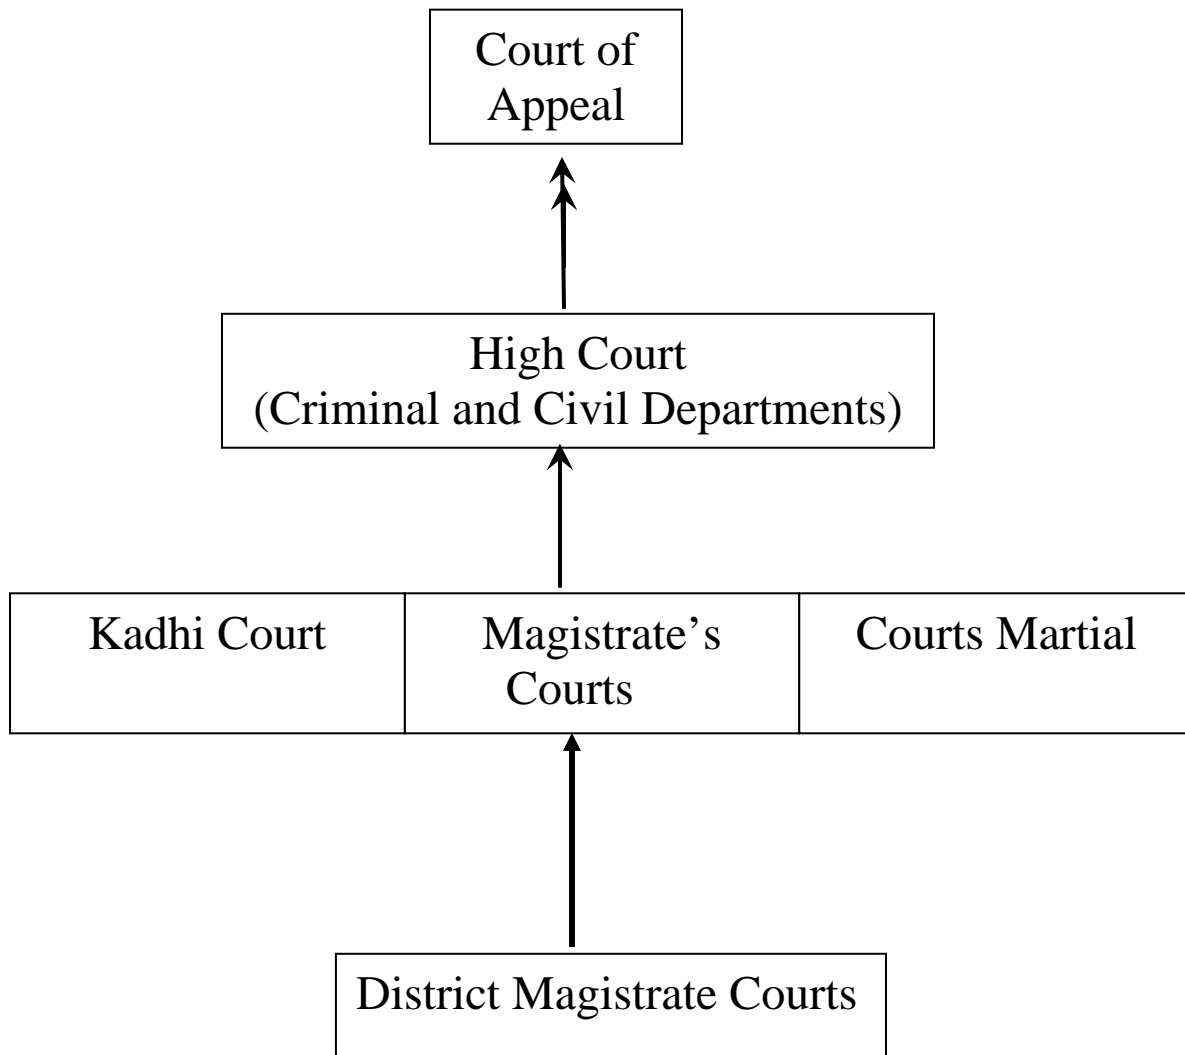 Court of
Appeal
High Court
(Criminal and Civil Departments)
Kadhi Court
Magistrate’s
Courts
Courts Martial
District Magistrate Courts